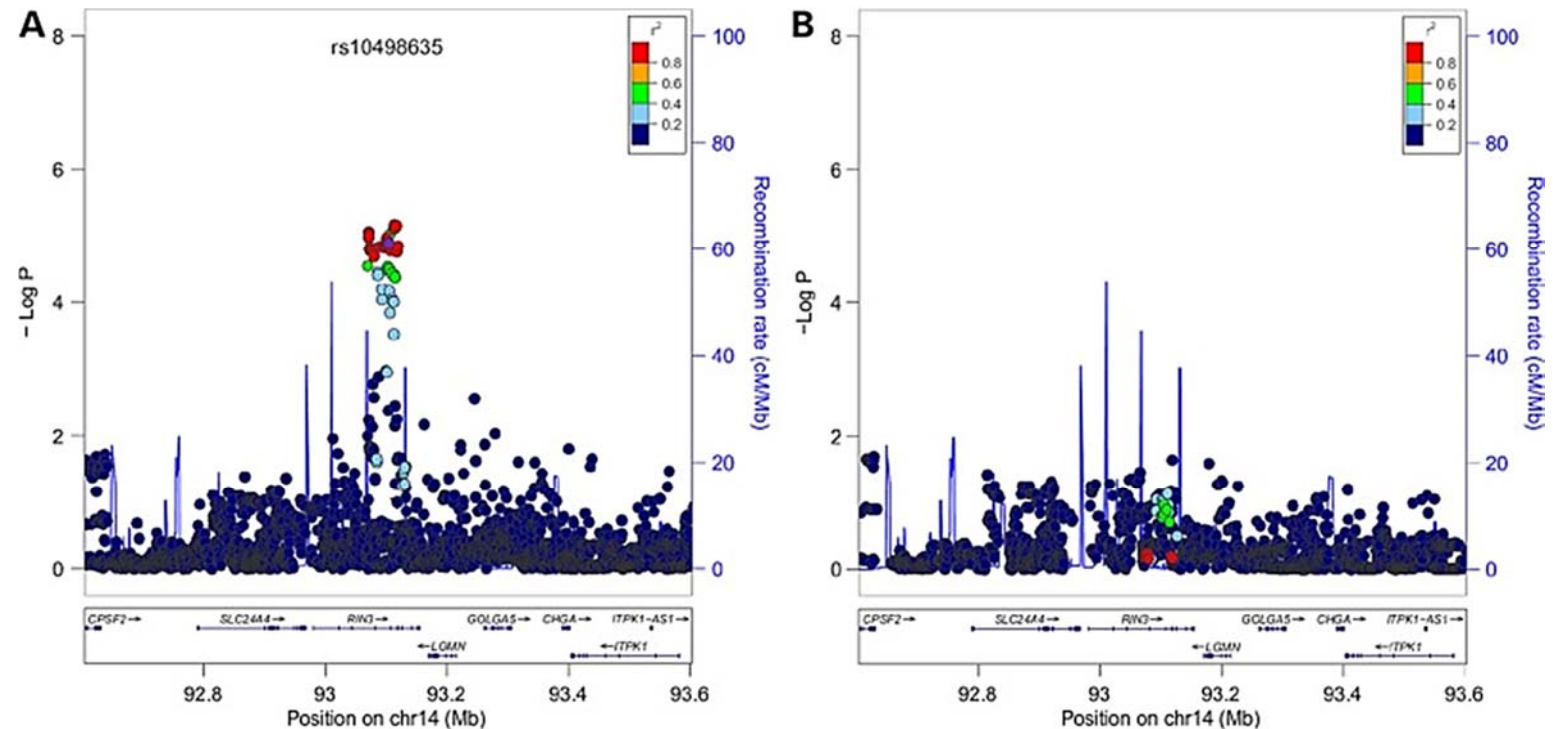 A
rs10498635
r²
0.8
0.6
0.4
0.2
8
6
4
2
0
− Log P
100
80
60
40
20
0
Recombination rate (cM/Mb)
CPSF2→
SLC24A4→
RIN3→
GOLGA5→
CHGA→
ITPK1−AS1→
←LGMN
←ITPK1
92.8
93
93.2
93.4
93.6
Position on chr14 (Mb)
B
r²
0.8
0.6
0.4
0.2
8
6
4
2
0
−Log P
100
80
60
40
20
0
Recombination rate (cM/Mb)
CPSF2→
SLC24A4→
RIN3→
GOLGA5→
CHGA→
ITPK1−AS1→
←LGMN
←ITPK1
92.8
93
93.2
93.4
93.6
Position on chr14 (Mb)